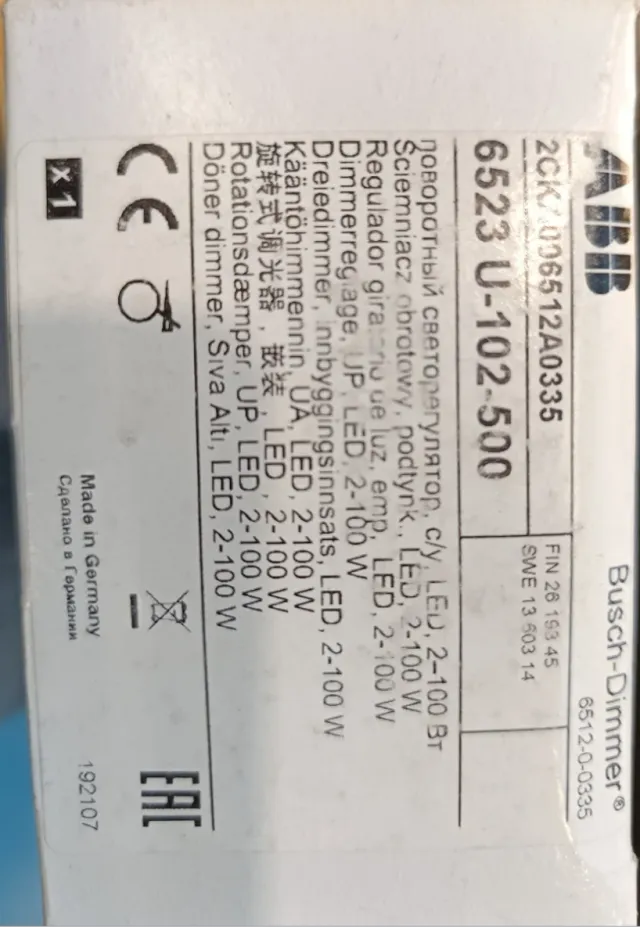 ABB
Busch-Dimmer®
6512-0-0335
2CKA006512A0335
FIN 26 193 45
SWE 13 603 14
6523 U-102-500
поворотный светорегулятор, с/у, LED, 2–100 Вт
Ściemniacz obrotowy, podtynk., LED, 2-100 W
Regulador giratorio de luz, emp, LED, 2-100 W
Dimmerreglage, UP, LED, 2-100 W
Dreiedimmer, innbyggingsinnsats, LED, 2-100 W
Kääntöhimmennin, UA, LED, 2-100 W
旋转式调光器，嵌装，LED，2-100 W
Rotationsdæmper, UP, LED, 2-100 W
Döner dimmer, Sıva Altı, LED, 2-100 W
CE
EAC
x 1
Made in Germany
Сделано в Германии
192107